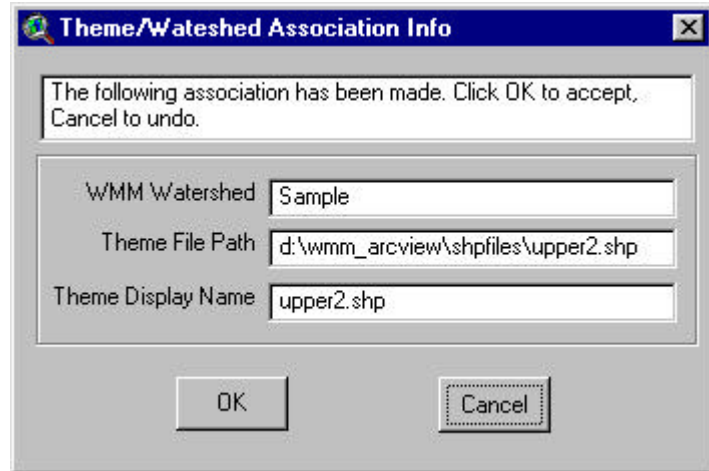 Theme/Wateshed Association Info
The following association has been made. Click OK to accept,
Cancel to undo.
WMM Watershed Sample
Theme File Path d:\wmm_arcview\shpfiles\upper2.shp
Theme Display Name upper2.shp
OK Cancel